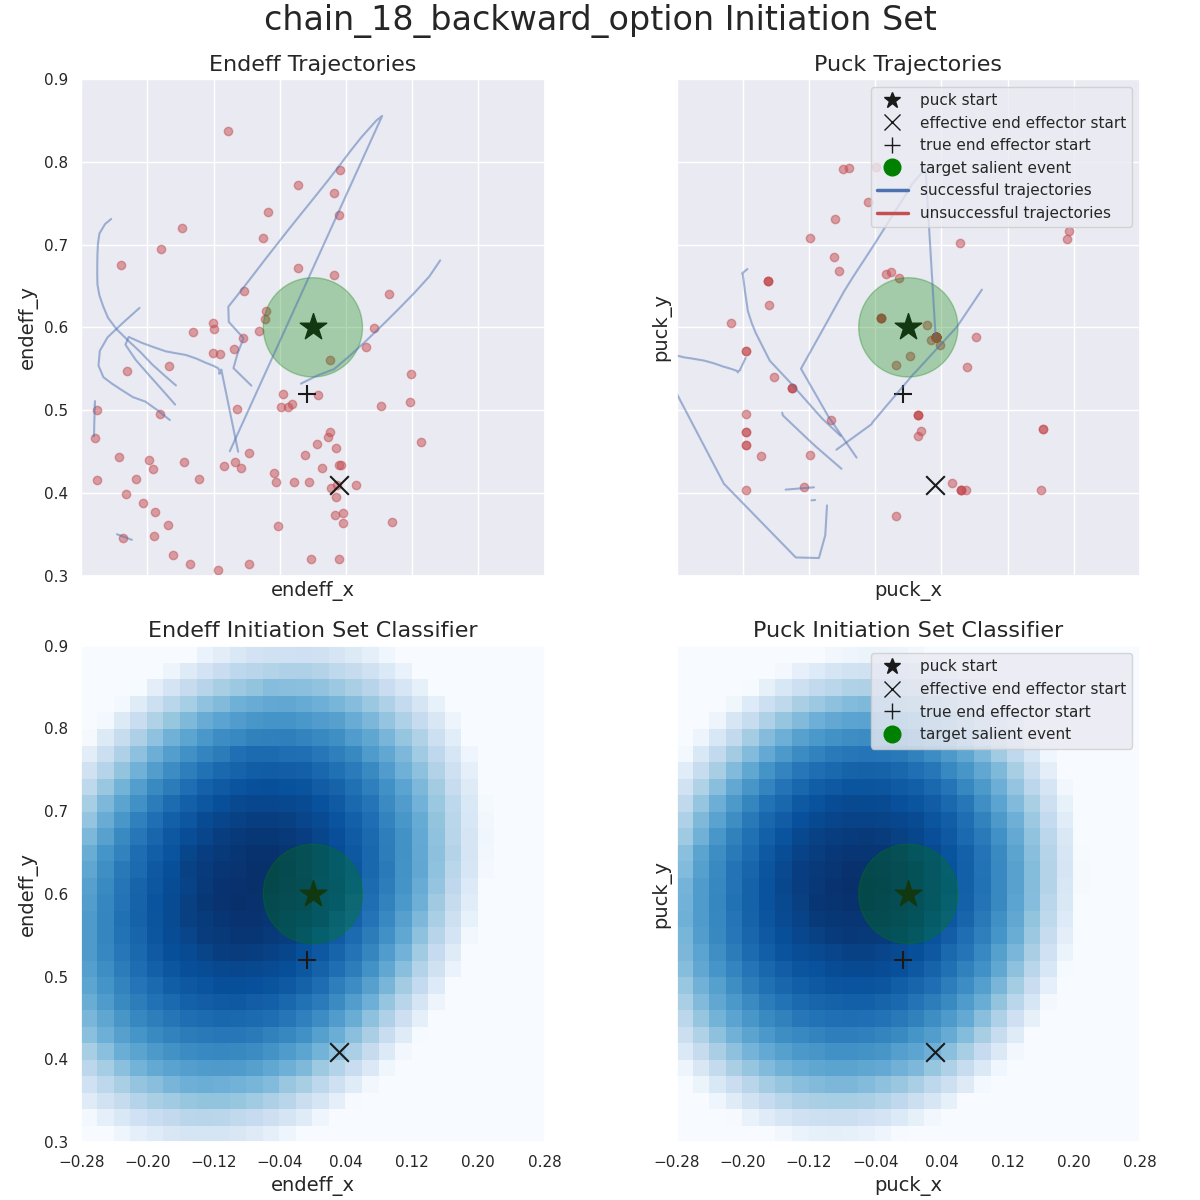 chain_18_backward_option Initiation Set
Endeff Trajectories
endeff_y
0.9
0.8
0.7
0.6
0.5
0.4
0.3
endeff_x
Puck Trajectories
puck_y
puck start
effective end effector start
true end effector start
target salient event
successful trajectories
unsuccessful trajectories
puck_x
Endeff Initiation Set Classifier
endeff_y
0.9
0.8
0.7
0.6
0.5
0.4
0.3
−0.28 −0.20 −0.12 −0.04 0.04 0.12 0.20 0.28
endeff_x
Puck Initiation Set Classifier
puck_y
puck start
effective end effector start
true end effector start
target salient event
−0.28 −0.20 −0.12 −0.04 0.04 0.12 0.20 0.28
puck_x